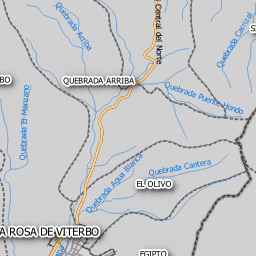 Quebrada Arriba
Central del Norte
Quebrada Carrizal
S
BO
QUEBRADA ARRIBA
Quebrada El Manzano
Quebrada Puente Hondo
Quebrada Agua Blanca
Quebrada Cantera
EL OLIVO
A ROSA DE VITERBO
EGIPTO